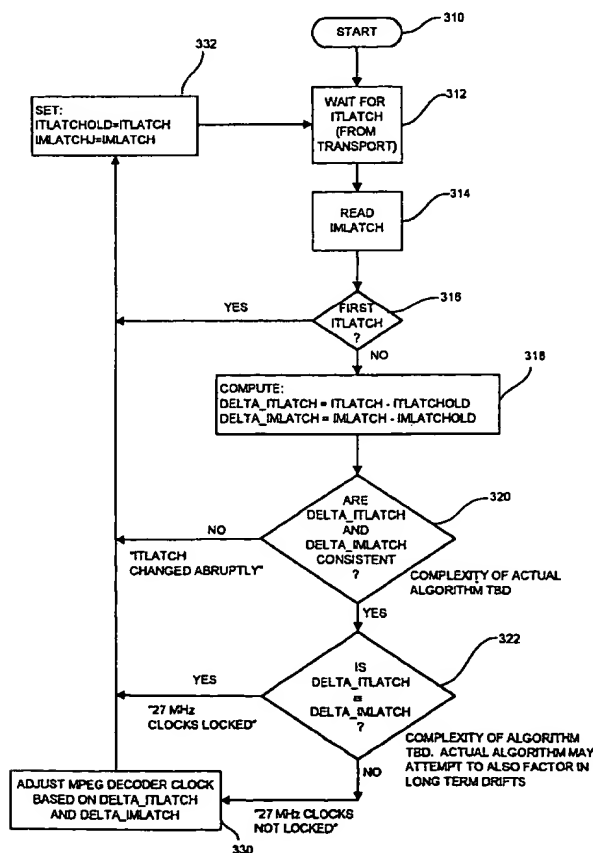 310
START
332
SET:
ITLATCHOLD=ITLATCH
IMLATCHJ=IMLATCH
WAIT FOR
ITLATCH
(FROM
TRANSPORT)
312
READ
IMLATCH
314
YES
FIRST
ITLATCH
?
316
NO
318
COMPUTE:
DELTA_ITLATCH = ITLATCH - ITLATCHOLD
DELTA_IMLATCH = IMLATCH - IMLATCHOLD
320
ARE
DELTA_ITLATCH
AND
DELTA_IMLATCH
CONSISTENT
?
NO
"ITLATCH
CHANGED ABRUPTLY"
COMPLEXITY OF ACTUAL
ALGORITHM TBD
YES
322
IS
DELTA_ITLATCH
=
DELTA_IMLATCH
?
YES
"27 MHz
CLOCKS LOCKED"
COMPLEXITY OF ALGORITHM
TBD. ACTUAL ALGORITHM MAY
ATTEMPT TO ALSO FACTOR IN
LONG TERM DRIFTS
NO
ADJUST MPEG DECODER CLOCK
BASED ON DELTA_ITLATCH
AND DELTA_IMLATCH
"27 MHz CLOCKS
NOT LOCKED"
330